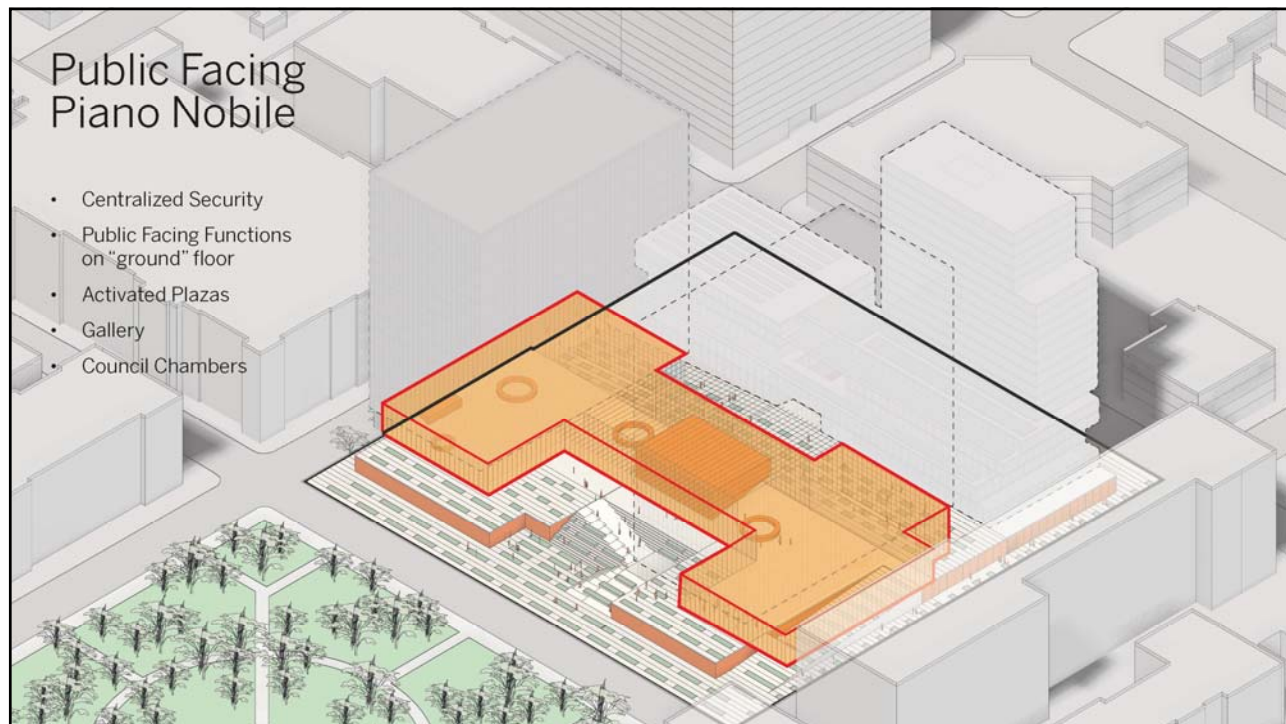 Public Facing
Piano Nobile
• Centralized Security
• Public Facing Functions
on “ground” floor
• Activated Plazas
• Gallery
• Council Chambers